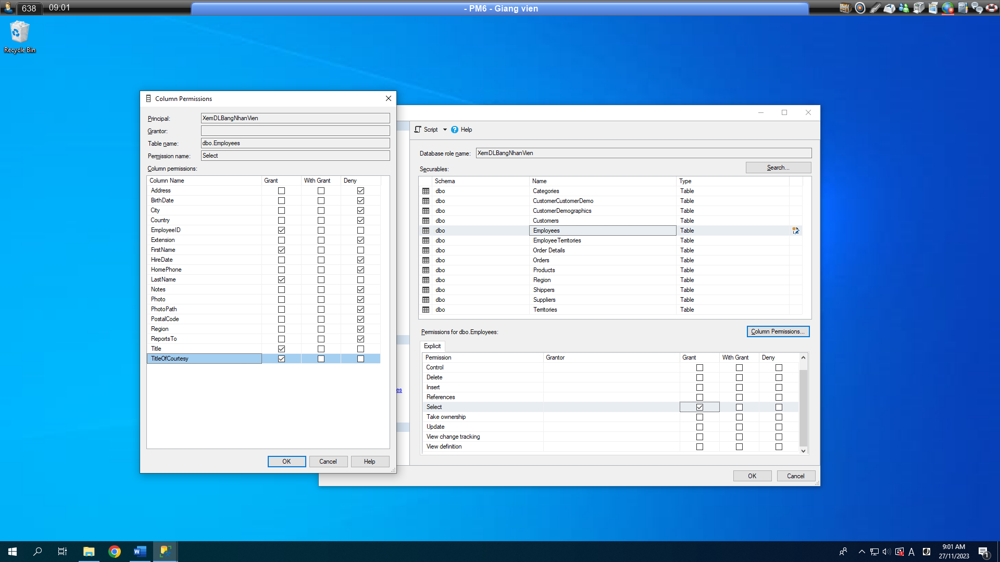 638
09:01
- PM6 - Giang vien
Recycle Bin
Column Permissions
Principal:
XemDLBangNhanVien
Grantor:
Table name:
dbo.Employees
Permission name:
Select
Column permissions:
Column Name Grant With Grant Deny
Address
BirthDate
City
Country
EmployeeID
Extension
FirstName
HireDate
HomePhone
LastName
Notes
Photo
PhotoPath
PostalCode
Region
ReportsTo
Title
TitleOfCourtesy
OK Cancel Help
es
Script Help
Database role name:
XemDLBangNhanVien
Securables:
Search...
Schema Name Type
dbo Categories Table
dbo CustomerCustomerDemo Table
dbo CustomerDemographics Table
dbo Customers Table
dbo Employees Table
dbo EmployeeTerritories Table
dbo Order Details Table
dbo Orders Table
dbo Products Table
dbo Region Table
dbo Shippers Table
dbo Suppliers Table
dbo Territories Table
Permissions for dbo.Employees:
Column Permissions...
Explicit
Permission Grantor Grant With Grant Deny
Control
Delete
Insert
References
Select
Take ownership
Update
View change tracking
View definition
OK Cancel
W
A
J
9:01 AM
27/11/2023
1